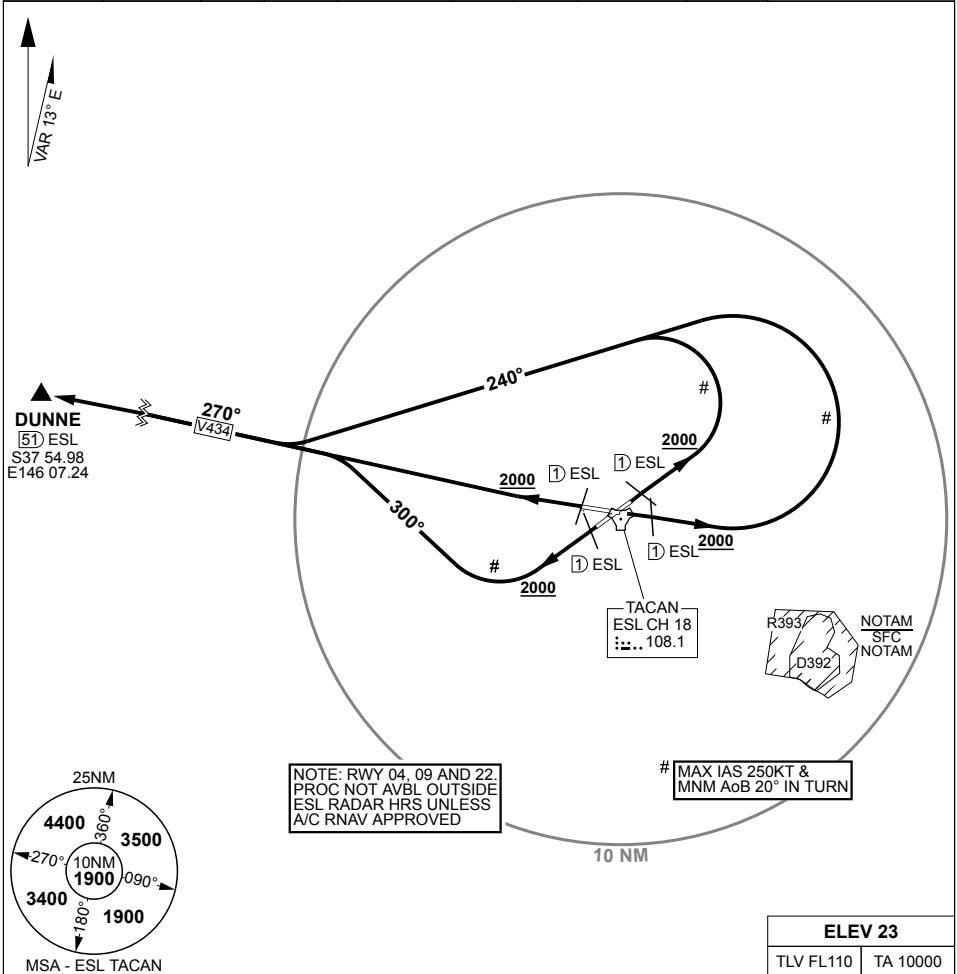 VAR 13° E
240°
#
#
DUNNE
51 ESL
S37 54.98
E146 07.24
270°
V434
2000
2000
1 ESL
1 ESL
300°
#
1 ESL
1 ESL
2000
2000
TACAN
ESL CH 18
108.1
R393
D392
NOTAM
SFC
NOTAM
NOTE: RWY 04, 09 AND 22.
PROC NOT AVBL OUTSIDE
ESL RADAR HRS UNLESS
A/C RNAV APPROVED
# MAX IAS 250KT &
MNM AoB 20° IN TURN
10 NM
25NM
4400
360°
3500
270°
10NM
1900
090°
3400
180°
1900
MSA - ESL TACAN
ELEV 23
TLV FL110 TA 10000